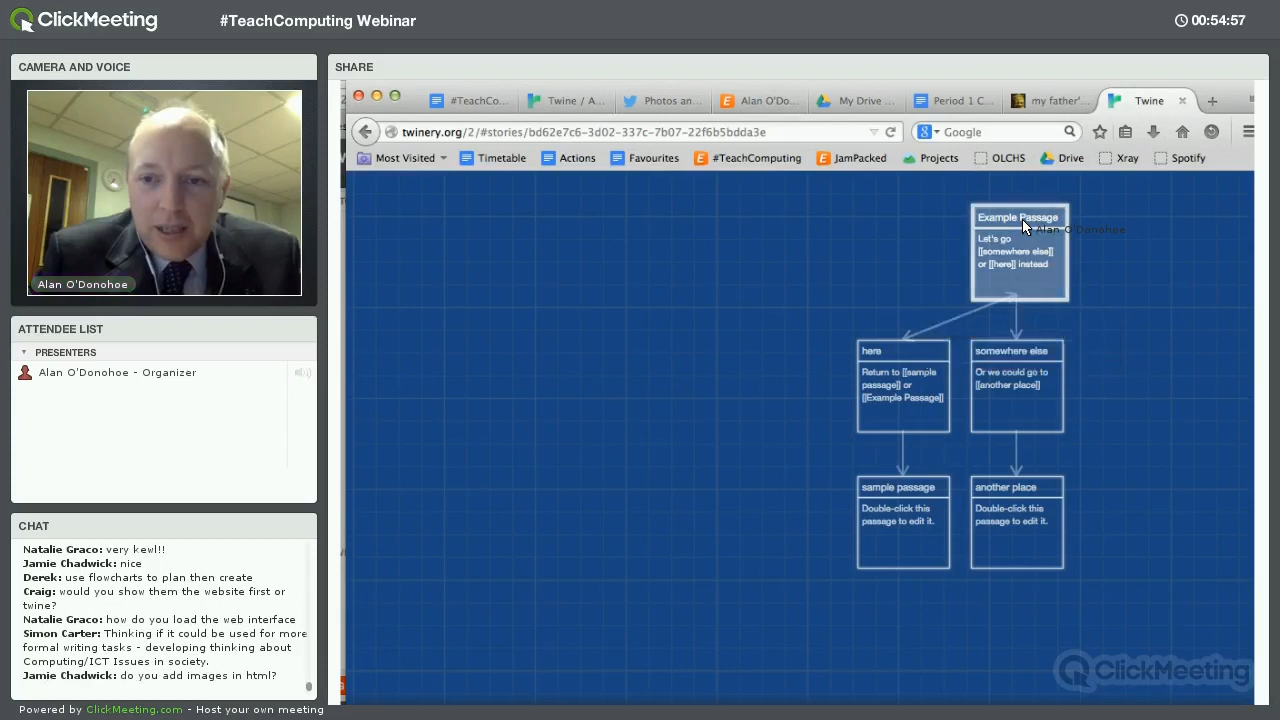 ClickMeeting
#TeachComputing Webinar
00:54:57
CAMERA AND VOICE
Alan O'Donohoe
ATTENDEE LIST
PRESENTERS
Alan O'Donohoe - Organizer
CHAT
Natalie Graco: very kewl!!
Jamie Chadwick: nice
Derek: use flowcharts to plan then create
Craig: would you show them the website first or
twine?
Natalie Graco: how do you load the web interface
Simon Carter: Thinking if it could be used for more
formal writing tasks - developing thinking about
Computing/ICT Issues in society.
Jamie Chadwick: do you add images in html?
Powered by ClickMeeting.com - Host your own meeting
SHARE
#TeachCo...
Twine / A...
Photos an...
Alan O'Do...
My Drive ...
Period 1 C...
my father'...
Twine
twinery.org/2/#stories/bd62e7c6-3d02-337c-7b07-22f6b5bdda3e
Google
Most Visited
Timetable
Actions
Favourites
#TeachComputing
JamPacked
Projects
OLCHS
Drive
Xray
Spotify
Example Passage
Alan O'Donohoe
Let's go
[[somewhere else]]
or [[here]] instead
here
Return to [[sample
passage]] or
[[Example Passage]]
somewhere else
Or we could go to
[[another place]]
sample passage
Double-click this
passage to edit it.
another place
Double-click this
passage to edit it.
ClickMeeting